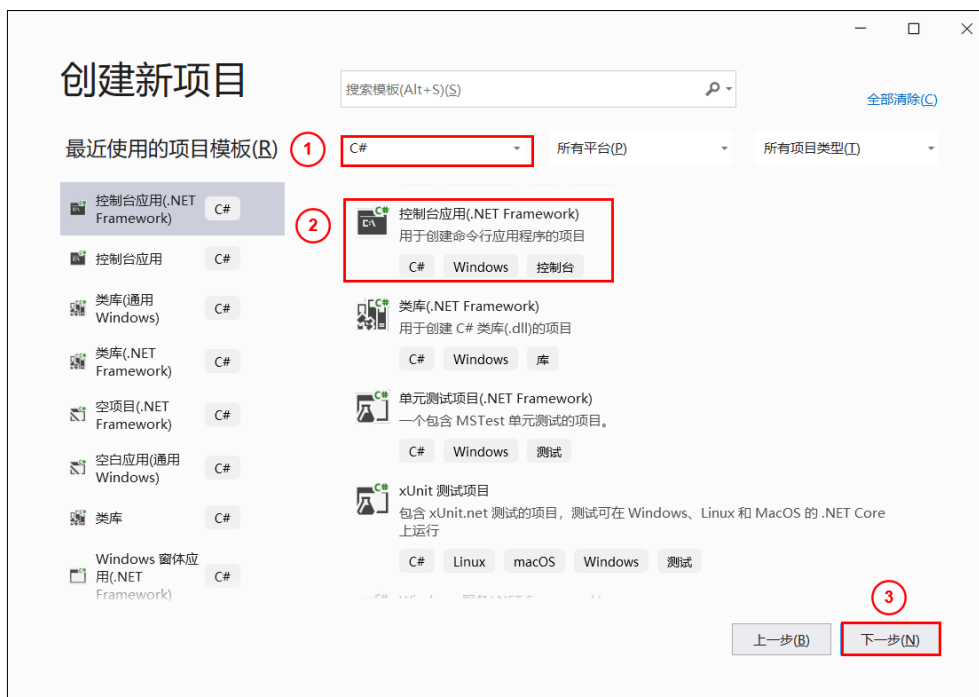 创建新项目
搜索模板(Alt+S)(S)
全部清除(C)
最近使用的项目模板(R)
1
C#
所有平台(P)
所有项目类型(T)
控制台应用(.NET
Framework)
C#
控制台应用
C#
类库(通用
Windows)
C#
类库(.NET
Framework)
C#
空项目(.NET
Framework)
C#
空白应用(通用
Windows)
C#
类库
C#
Windows 窗体应
用(.NET
Framework)
C#
2
控制台应用(.NET Framework)
用于创建命令行应用程序的项目
C# Windows 控制台
类库(.NET Framework)
用于创建 C# 类库(.dll)的项目
C# Windows 库
单元测试项目(.NET Framework)
一个包含 MSTest 单元测试的项目。
C# Windows 测试
xUnit 测试项目
包含 xUnit.net 测试的项目，测试可在 Windows、Linux 和 MacOS 的 .NET Core
上运行
C# Linux macOS Windows 测试
3
上一步(B)
下一步(N)